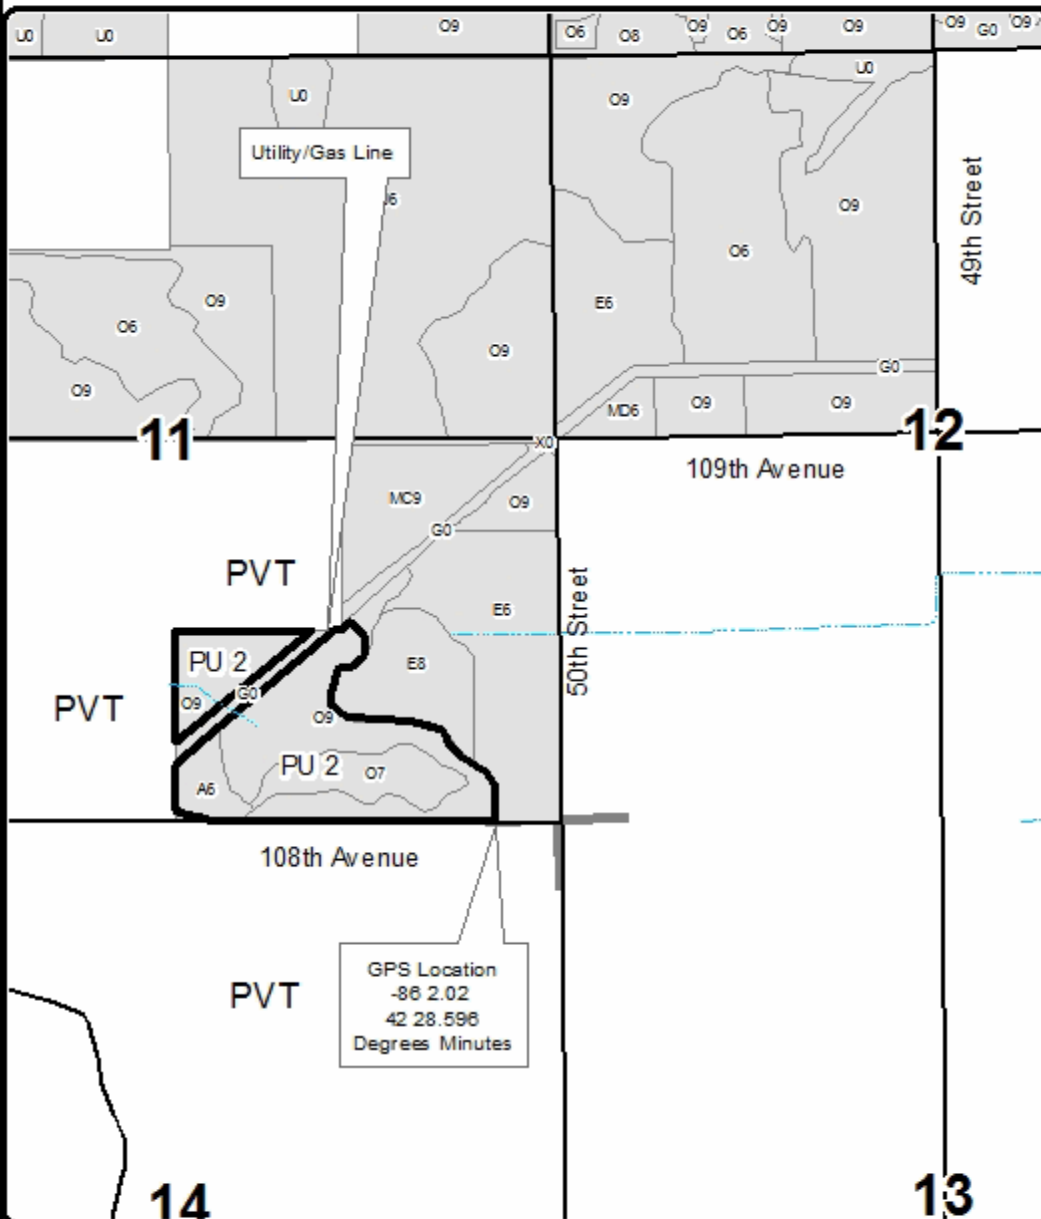 U0
U0
O9
O6
O8
O9
O6
O9
O9
O9
G0
O9
U0
O9
U0
Utility/Gas Line
O9
49th Street
O6
O9
O6
E6
O9
O9
O9
G0
MD6
O9
O9
11
12
X0
109th Avenue
MC9
O9
G0
PVT
E6
50th Street
PU 2
E8
G0
O9
PVT
O9
PU 2
O7
A6
108th Avenue
GPS Location
-86 2.02
42 28.596
Degrees Minutes
PVT
14
13